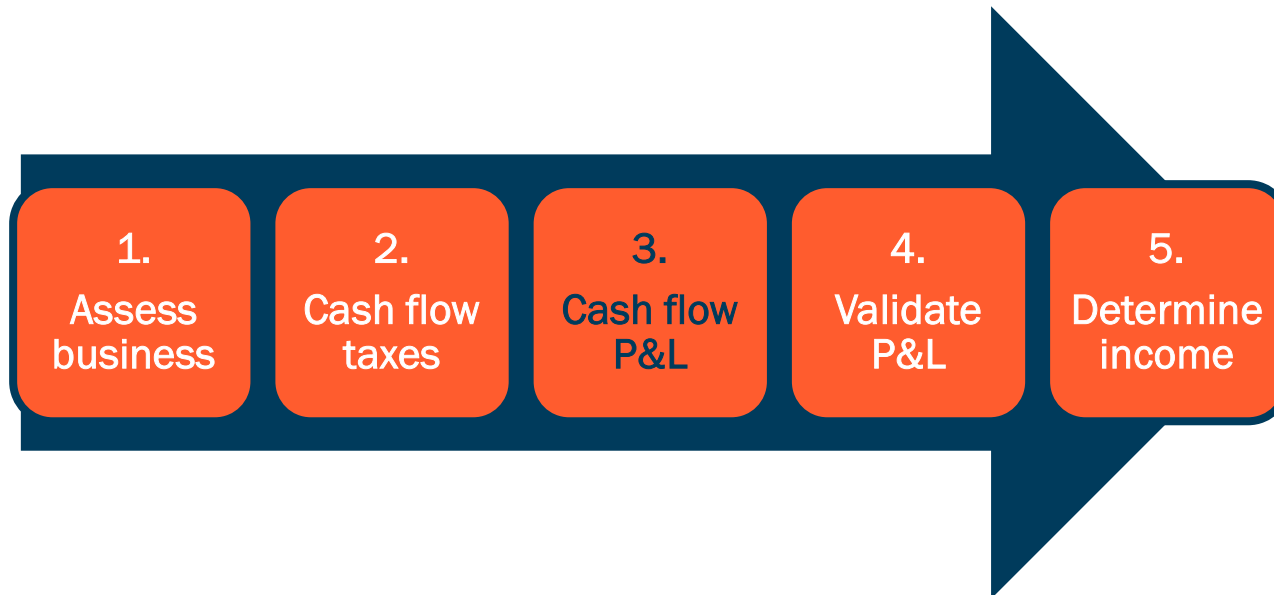 1.
Assess
business
2.
Cash flow
taxes
3.
Cash flow
P&L
4.
Validate
P&L
5.
Determine
income